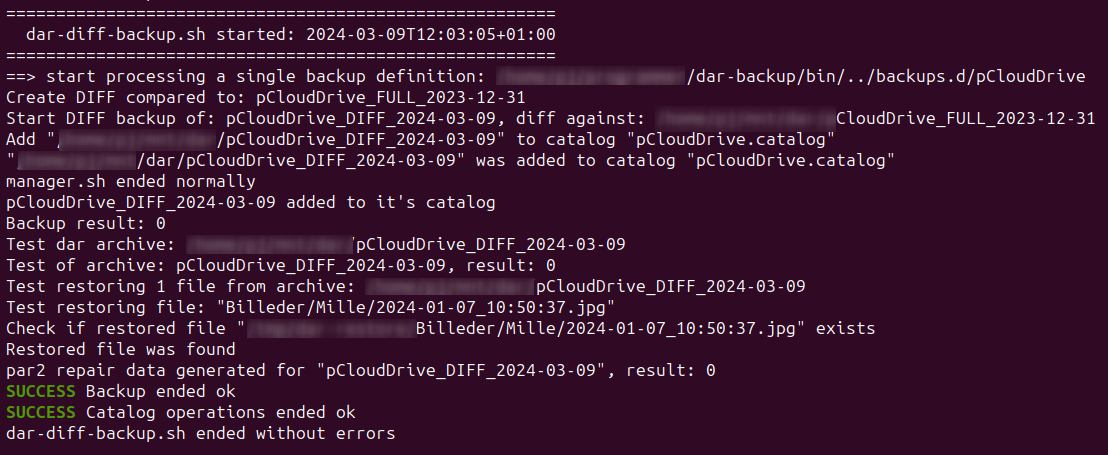 =======================================================
dar-diff-backup.sh started: 2024-03-09T12:03:05+01:00
=======================================================
==> start processing a single backup definition: /dar-backup/bin/../backups.d/pCloudDrive
Create DIFF compared to: pCloudDrive_FULL_2023-12-31
Start DIFF backup of: pCloudDrive_DIFF_2024-03-09, diff against: CloudDrive_FULL_2023-12-31
Add "/pCloudDrive_DIFF_2024-03-09" to catalog "pCloudDrive.catalog"
"/dar/pCloudDrive_DIFF_2024-03-09" was added to catalog "pCloudDrive.catalog"
manager.sh ended normally
pCloudDrive_DIFF_2024-03-09 added to it's catalog
Backup result: 0
Test dar archive: pCloudDrive_DIFF_2024-03-09
Test of archive: pCloudDrive_DIFF_2024-03-09, result: 0
Test restoring 1 file from archive: pCloudDrive_DIFF_2024-03-09
Test restoring file: "Billeder/Mille/2024-01-07_10:50:37.jpg"
Check if restored file "Billeder/Mille/2024-01-07_10:50:37.jpg" exists
Restored file was found
par2 repair data generated for "pCloudDrive_DIFF_2024-03-09", result: 0
SUCCESS Backup ended ok
SUCCESS Catalog operations ended ok
dar-diff-backup.sh ended without errors